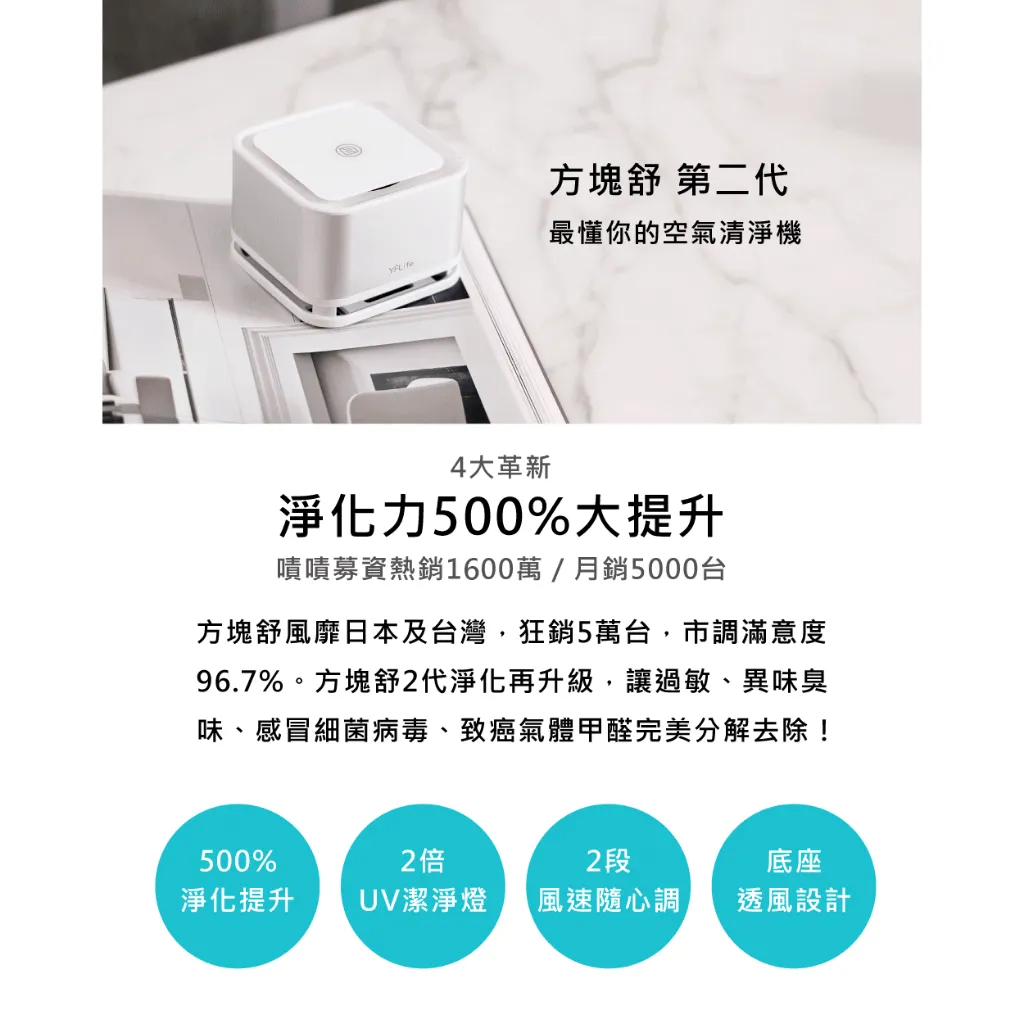 方塊舒 第二代
最懂你的空氣清淨機
YFLife
4大革新
淨化力500%大提升
嘖嘖募資熱銷1600萬 / 月銷5000台
方塊舒風靡日本及台灣，狂銷5萬台，市調滿意度
96.7%。方塊舒2代淨化再升級，讓過敏、異味臭
味、感冒細菌病毒、致癌氣體甲醛完美分解去除！
500%
淨化提升
2倍
UV潔淨燈
2段
風速隨心調
底座
透風設計